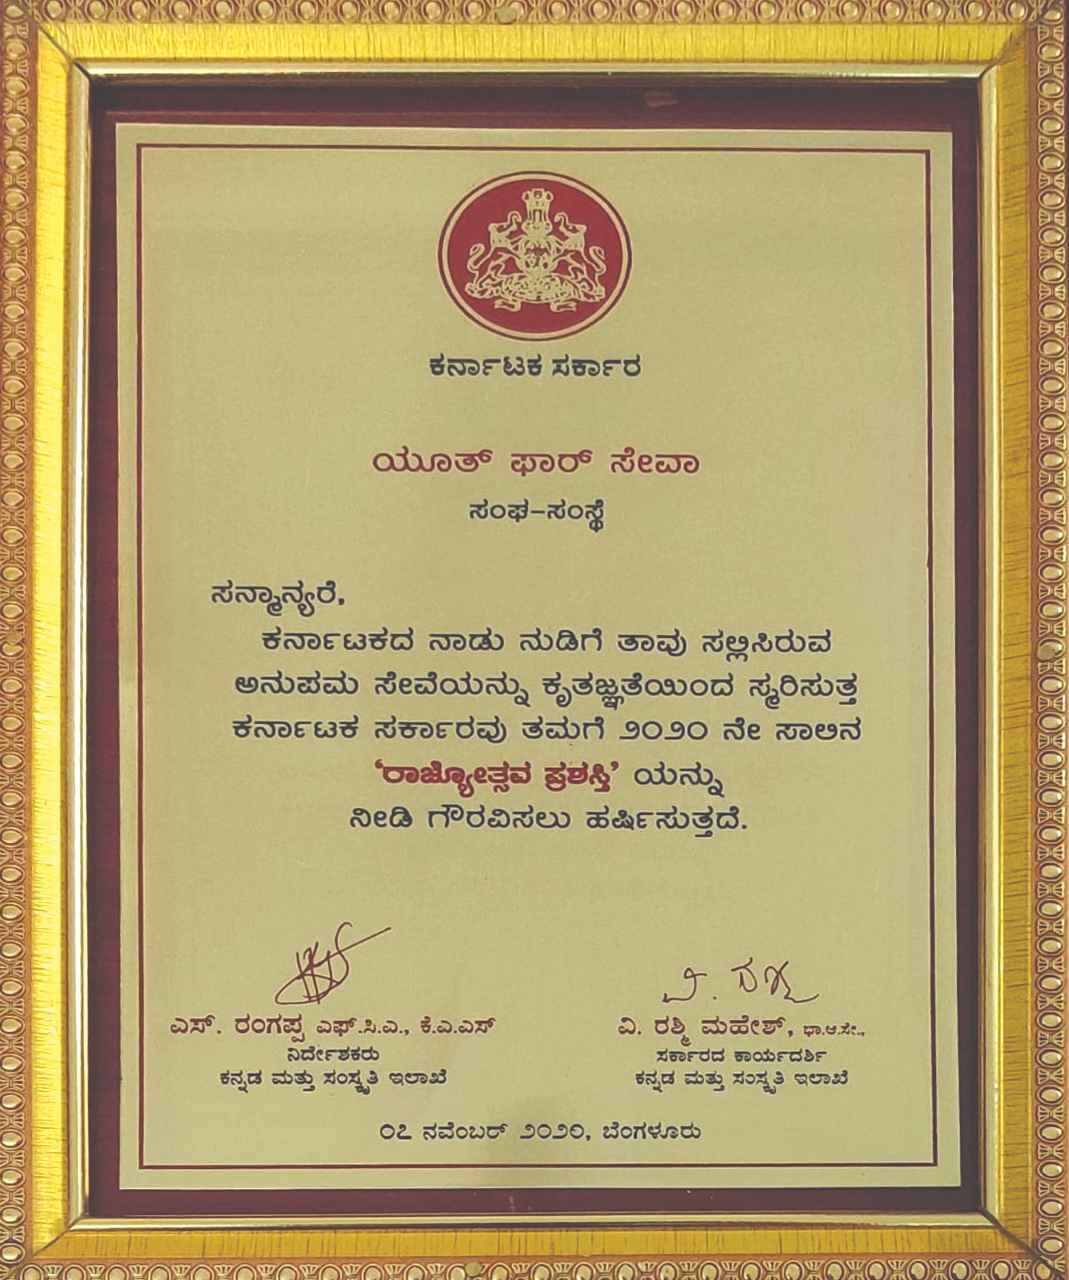 ಕರ್ನಾಟಕ ಸರ್ಕಾರ
ಯೂತ್ ಫಾರ್ ಸೇವಾ
ಸಂಘ-ಸಂಸ್ಥೆ
ಸನ್ಮಾನ್ಯರೆ,
ಕರ್ನಾಟಕದ ನಾಡು ನುಡಿಗೆ ತಾವು ಸಲ್ಲಿಸಿರುವ
ಅನುಪಮ ಸೇವೆಯನ್ನು ಕೃತಜ್ಞತೆಯಿಂದ ಸ್ಮರಿಸುತ್ತ
ಕರ್ನಾಟಕ ಸರ್ಕಾರವು ತಮಗೆ ೨೦೨೦ ನೇ ಸಾಲಿನ
‘ರಾಜ್ಯೋತ್ಸವ ಪ್ರಶಸ್ತಿ’ ಯನ್ನು
ನೀಡಿ ಗೌರವಿಸಲು ಹರ್ಷಿಸುತ್ತದೆ.
ವಿ. ರಶ್ಮಿ
ಎಸ್. ರಂಗಪ್ಪ ಎಫ್.ಸಿ.ಎ., ಕೆ.ಎ.ಎಸ್
ನಿರ್ದೇಶಕರು
ಕನ್ನಡ ಮತ್ತು ಸಂಸ್ಕೃತಿ ಇಲಾಖೆ
ವಿ. ರಶ್ಮಿ ಮಹೇಶ್, ಭಾ.ಆ.ಸೇ.,
ಸರ್ಕಾರದ ಕಾರ್ಯದರ್ಶಿ
ಕನ್ನಡ ಮತ್ತು ಸಂಸ್ಕೃತಿ ಇಲಾಖೆ
೦೭ ನವೆಂಬರ್ ೨೦೨೦, ಬೆಂಗಳೂರು